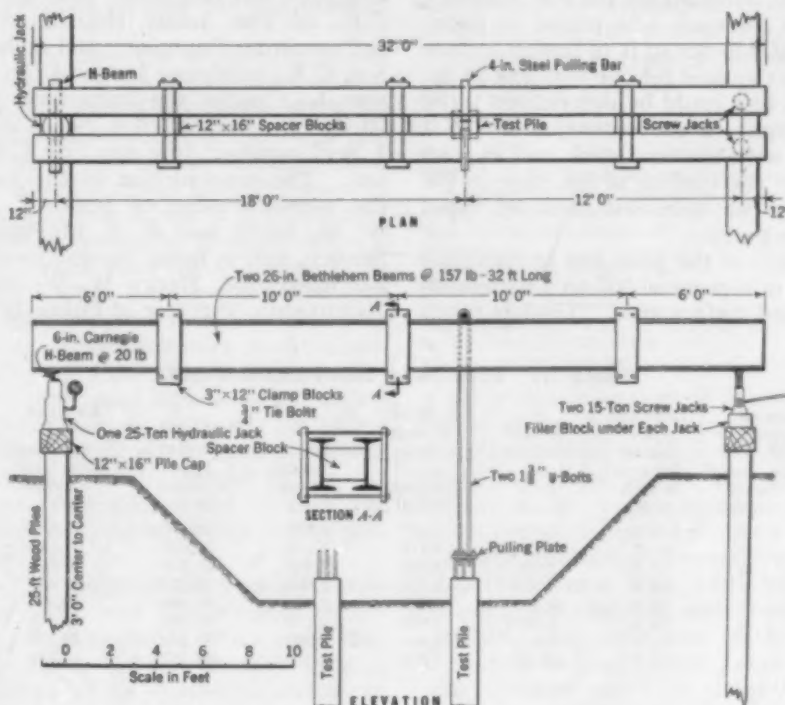 32'0"
Hydraulic Jack
H-Beam
4-in. Steel Pulling Bar
12"×16" Spacer Blocks
Test Pile
Screw Jacks
12"
18'0"
12'0"
12"
PLAN
Two 26-in. Bethlehem Beams @ 157 lb-32 ft Long
6'0"
10'0"
A
10'0"
6'0"
6-in. Carnegie
H-Beam @ 20 lb
A
3"×12" Clamp Blocks
3/4" Tie Bolts
Two 15-Ton Screw Jacks
Filler Block under Each Jack
One 25-Ton Hydraulic Jack
Spacer Block
12"×16" Pile Cap
SECTION A-A
Pulling Plate
25-ft Wood Piles
3'0" Center to Center
Test Pile
Test Pile
0 2 4 6 8 10
Scale in Feet
ELEVATION